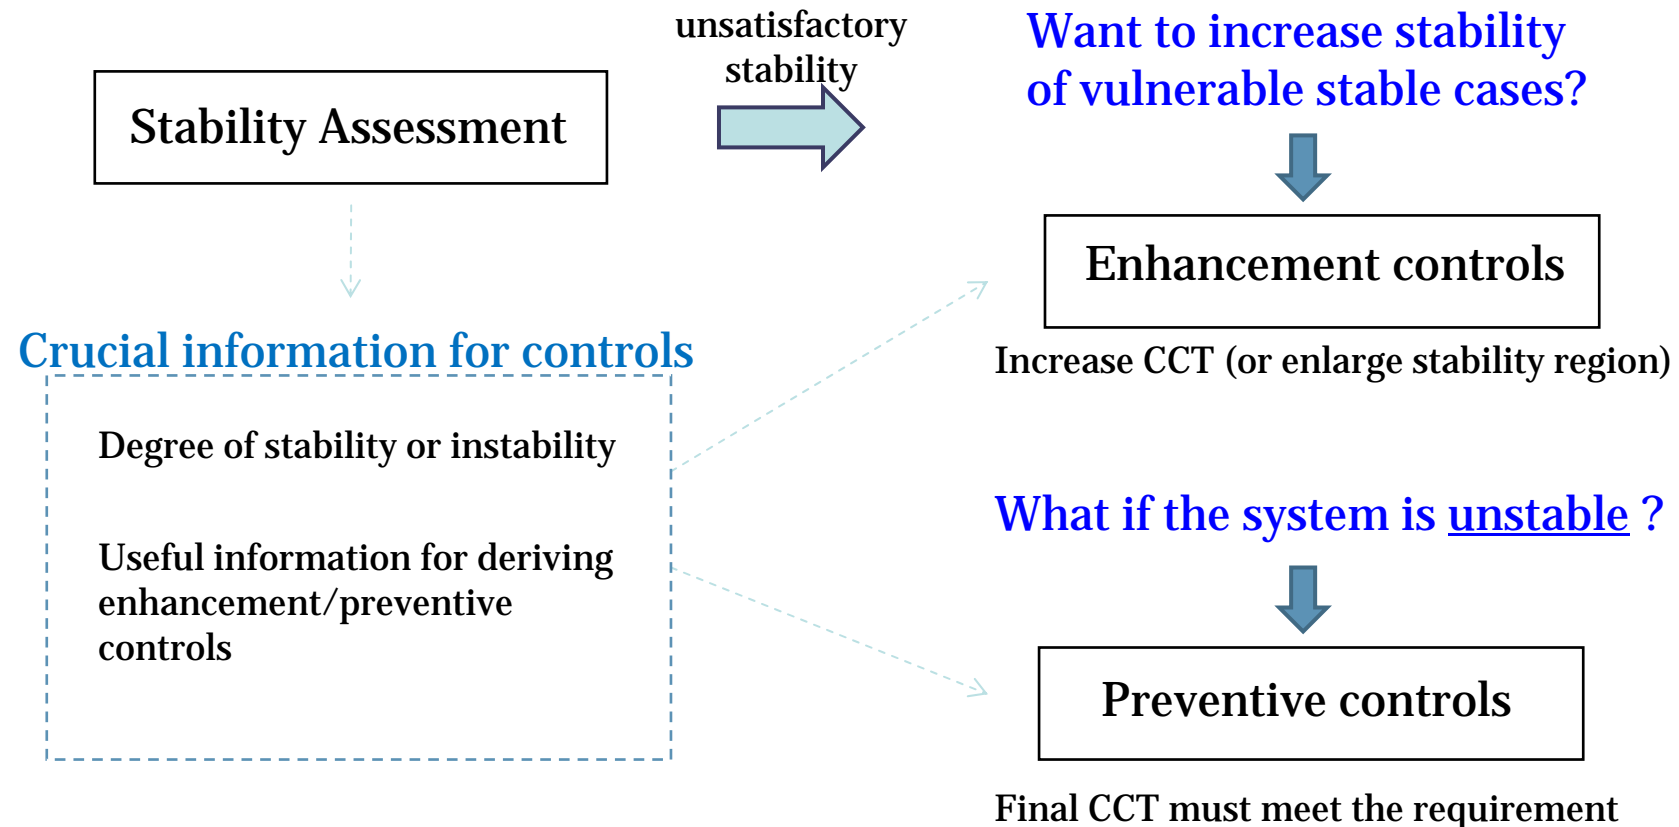 unsatisfactory
stability
Stability Assessment
Want to increase stability
of vulnerable stable cases?
Enhancement controls
Increase CCT (or enlarge stability region)
Crucial information for controls
Degree of stability or instability
Useful information for deriving
enhancement/preventive
controls
What if the system is unstable ?
Preventive controls
Final CCT must meet the requirement